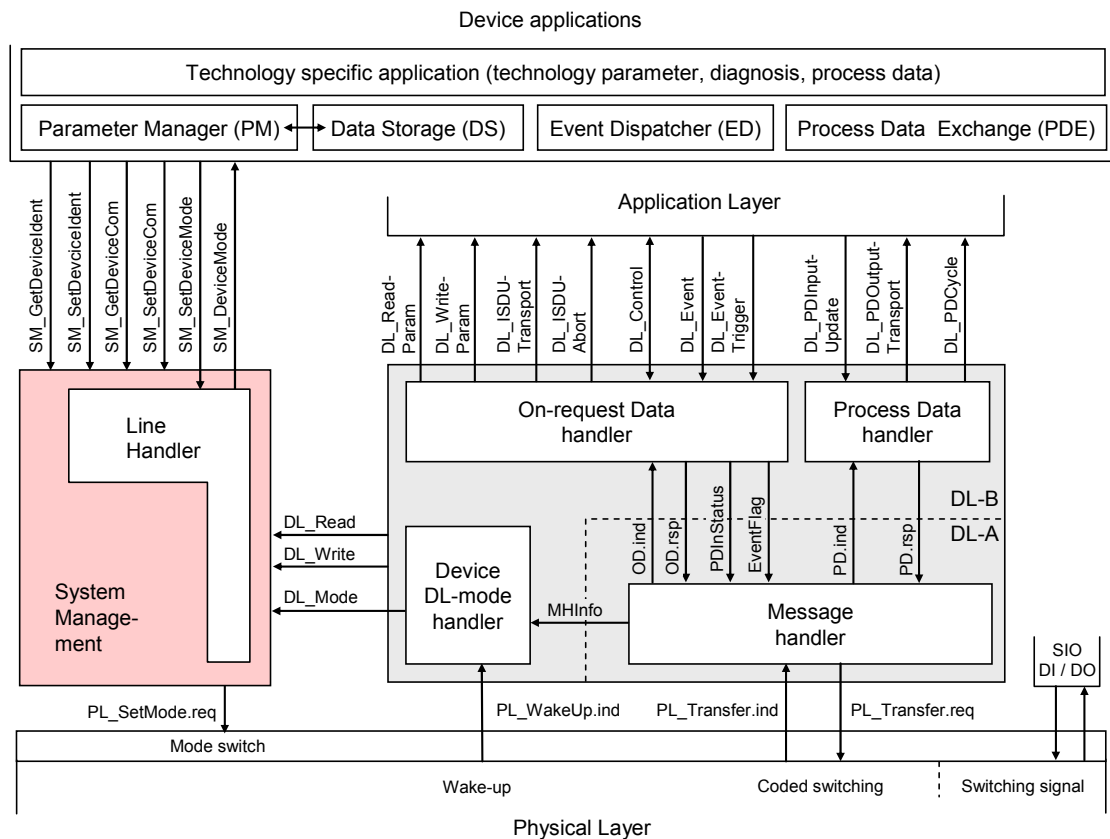 Device applications
Technology specific application (technology parameter, diagnosis, process data)
Parameter Manager (PM)
Data Storage (DS)
Event Dispatcher (ED)
Process Data Exchange (PDE)
SM_GetDeviceIdent
SM_SetDevciceIdent
SM_GetDeviceCom
SM_SetDeviceCom
SM_SetDeviceMode
SM_DeviceMode
Application Layer
DL_Read-
Param
DL_Write-
Param
DL_ISDU-
Transport
DL_ISDU-
Abort
DL_Control
DL_Event
DL_Event-
Trigger
DL_PDInput-
Update
DL_PDOutput-
Transport
DL_PDCycle
Line
Handler
On-request Data
handler
Process Data
handler
DL-B
DL-A
OD.ind
OD.rsp
PDInStatus
EventFlag
PD.ind
PD.rsp
DL_Read
DL_Write
DL_Mode
System
Manage-
ment
Device
DL-mode
handler
MHInfo
Message
handler
SIO
DI / DO
PL_SetMode.req
PL_WakeUp.ind
PL_Transfer.ind
PL_Transfer.req
Mode switch
Wake-up
Coded switching
Switching signal
Physical Layer